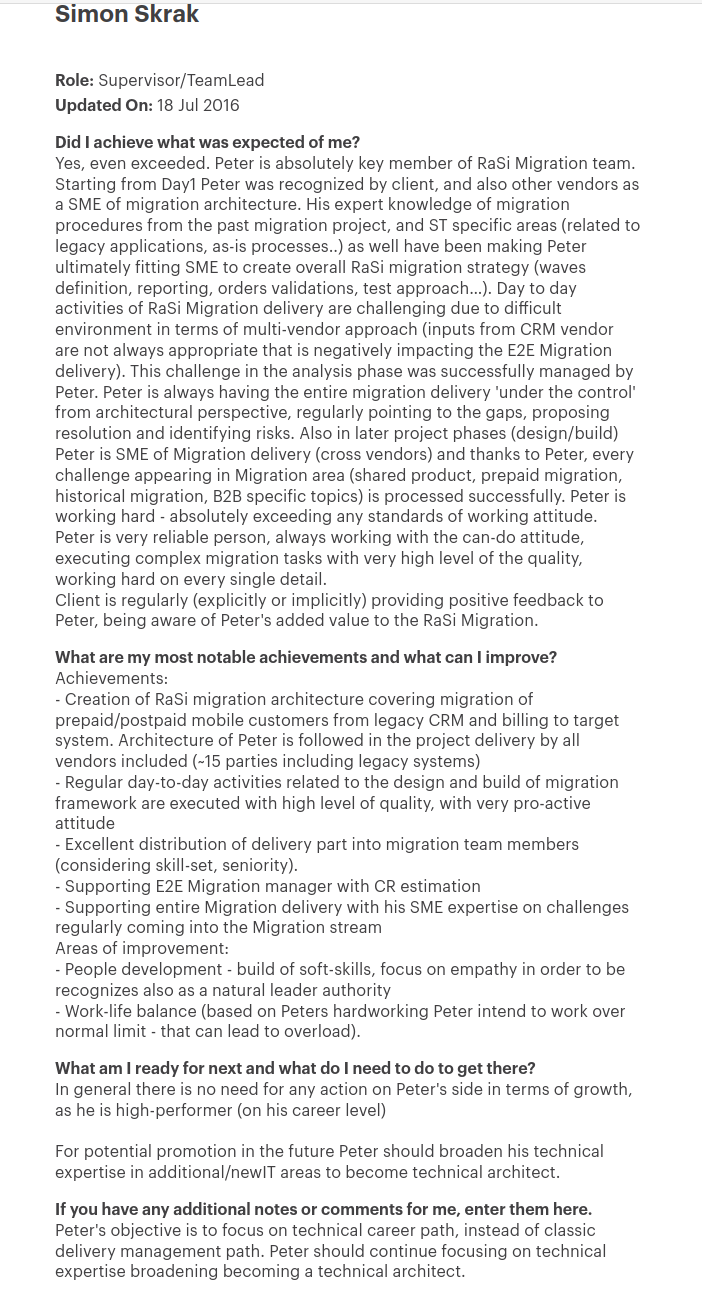 Simon Skrak
Role: Supervisor/TeamLead
Updated On: 18 Jul 2016
Did I achieve what was expected of me?
Yes, even exceeded. Peter is absolutely key member of RaSi Migration team.
Starting from Day1 Peter was recognized by client, and also other vendors as
a SME of migration architecture. His expert knowledge of migration
procedures from the past migration project, and ST specific areas (related to
legacy applications, as-is processes..) as well have been making Peter
ultimately fitting SME to create overall RaSi migration strategy (waves
definition, reporting, orders validations, test approach...). Day to day
activities of RaSi Migration delivery are challenging due to difficult
environment in terms of multi-vendor approach (inputs from CRM vendor
are not always appropriate that is negatively impacting the E2E Migration
delivery). This challenge in the analysis phase was successfully managed by
Peter. Peter is always having the entire migration delivery 'under the control'
from architectural perspective, regularly pointing to the gaps, proposing
resolution and identifying risks. Also in later project phases (design/build)
Peter is SME of Migration delivery (cross vendors) and thanks to Peter, every
challenge appearing in Migration area (shared product, prepaid migration,
historical migration, B2B specific topics) is processed successfully. Peter is
working hard - absolutely exceeding any standards of working attitude.
Peter is very reliable person, always working with the can-do attitude,
executing complex migration tasks with very high level of the quality,
working hard on every single detail.
Client is regularly (explicitly or implicitly) providing positive feedback to
Peter, being aware of Peter's added value to the RaSi Migration.
What are my most notable achievements and what can I improve?
Achievements:
- Creation of RaSi migration architecture covering migration of
prepaid/postpaid mobile customers from legacy CRM and billing to target
system. Architecture of Peter is followed in the project delivery by all
vendors included (~15 parties including legacy systems)
- Regular day-to-day activities related to the design and build of migration
framework are executed with high level of quality, with very pro-active
attitude
- Excellent distribution of delivery part into migration team members
(considering skill-set, seniority).
- Supporting E2E Migration manager with CR estimation
- Supporting entire Migration delivery with his SME expertise on challenges
regularly coming into the Migration stream
Areas of improvement:
- People development - build of soft-skills, focus on empathy in order to be
recognizes also as a natural leader authority
- Work-life balance (based on Peters hardworking Peter intend to work over
normal limit - that can lead to overload).
What am I ready for next and what do I need to do to get there?
In general there is no need for any action on Peter's side in terms of growth,
as he is high-performer (on his career level)
For potential promotion in the future Peter should broaden his technical
expertise in additional/newIT areas to become technical architect.
If you have any additional notes or comments for me, enter them here.
Peter's objective is to focus on technical career path, instead of classic
delivery management path. Peter should continue focusing on technical
expertise broadening becoming a technical architect.